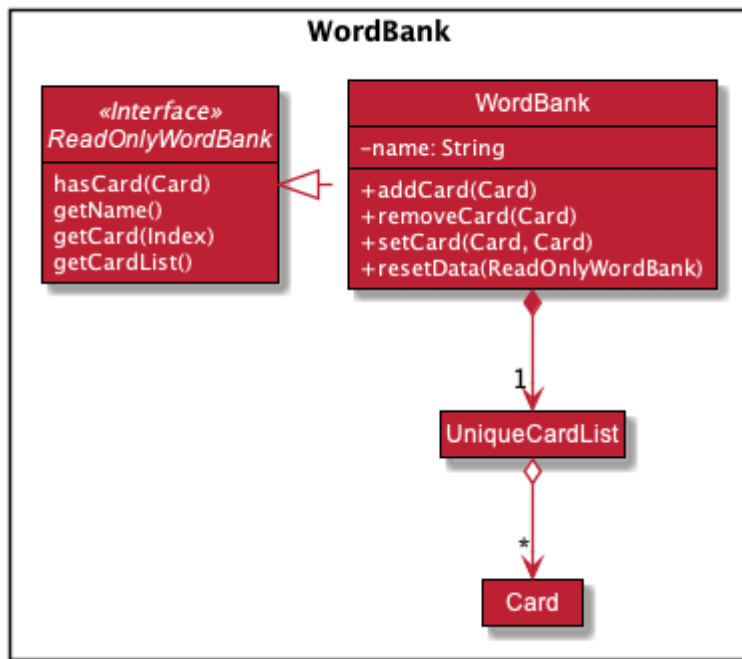 WordBank
«Interface»
ReadOnlyWordBank
hasCard(Card)
getName()
getCard(Index)
getCardList()
WordBank
-name: String
+addCard(Card)
+removeCard(Card)
+setCard(Card, Card)
+resetData(ReadOnlyWordBank)
1
UniqueCardList
*
Card